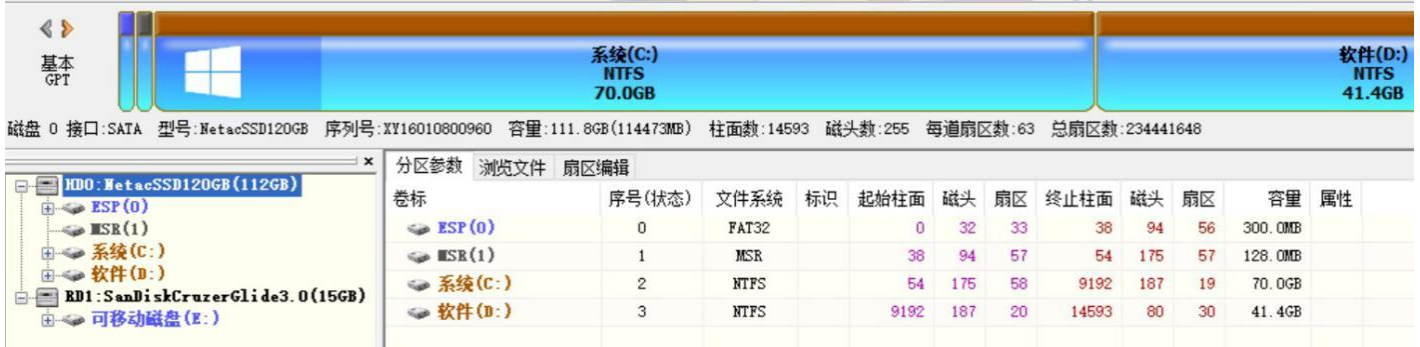 基本
GPT
系统(C:)
NTFS
70.0GB
软件(D:)
NTFS
41.4GB
磁盘 0 接口:SATA 型号:NetacSSD120GB 序列号:XY16010800960 容量:111.8GB(114473MB) 柱面数:14593 磁头数:255 每道扇区数:63 总扇区数:234441648
HD0:NetacSSD120GB(112GB)
ESP(0)
MSR(1)
系统(C:)
软件(D:)
RD1:SanDiskCruzerGlide3.0(15GB)
可移动磁盘(E:)
分区参数 浏览文件 扇区编辑
卷标 序号(状态) 文件系统 标识 起始柱面 磁头 扇区 终止柱面 磁头 扇区 容量 属性
ESP(0) 0 FAT32 0 32 33 38 94 56 300.0MB
MSR(1) 1 MSR 38 94 57 54 175 57 128.0MB
系统(C:) 2 NTFS 54 175 58 9192 187 19 70.0GB
软件(D:) 3 NTFS 9192 187 20 14593 80 30 41.4GB